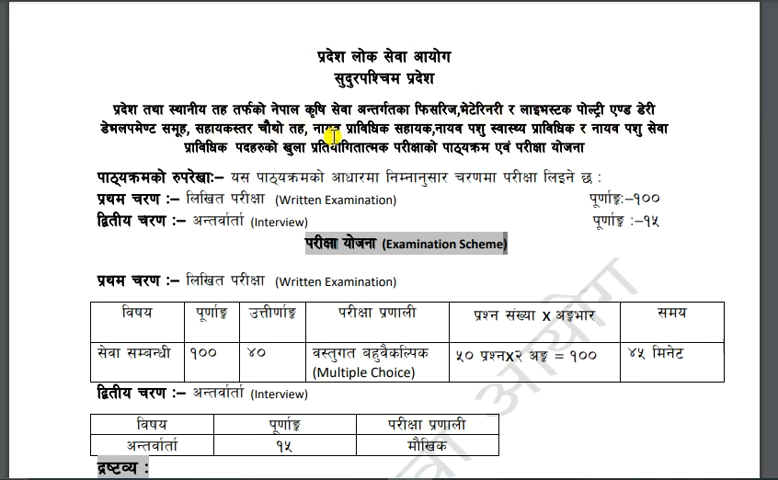 प्रदेश लोक सेवा आयोग
सुदुरपश्चिम प्रदेश
प्रदेश तथा स्थानीय तह तर्फको नेपाल कृषि सेवा अन्तर्गतका फिसरिज,भेटेरिनरी र लाइभस्टक पोल्ट्री एण्ड डेरी
डेभलपमेण्ट समूह, सहायकस्तर चौथो तह, नायब प्राविधिक सहायक,नायव पशु स्वास्थ्य प्राविधिक र नायव पशु सेवा
प्राविधिक पदहरुको खुला प्रतियोगितात्मक परीक्षाको पाठ्यक्रम एवं परीक्षा योजना
पाठ्यक्रमको रुपरेखाः– यस पाठ्यक्रमको आधारमा निम्नानुसार चरणमा परीक्षा लिइने छ :
प्रथम चरण :– लिखित परीक्षा (Written Examination) पूर्णाङ्कः–१००
द्वितीय चरण :– अन्तर्वार्ता (Interview) पूर्णाङ्क :–१५
परीक्षा योजना (Examination Scheme)
प्रथम चरण :– लिखित परीक्षा (Written Examination)
विषय पूर्णाङ्क उत्तीर्णाङ्क परीक्षा प्रणाली प्रश्न संख्या X अङ्कभार समय
सेवा सम्बन्धी १०० ४० वस्तुगत बहुवैकल्पिक ५० प्रश्नX२ अङ्क = १०० ४५ मिनेट
(Multiple Choice)
द्वितीय चरण :– अन्तर्वार्ता (Interview)
विषय पूर्णाङ्क परीक्षा प्रणाली
अन्तर्वार्ता १५ मौखिक
द्रष्टव्य :
आयोग
सेवा